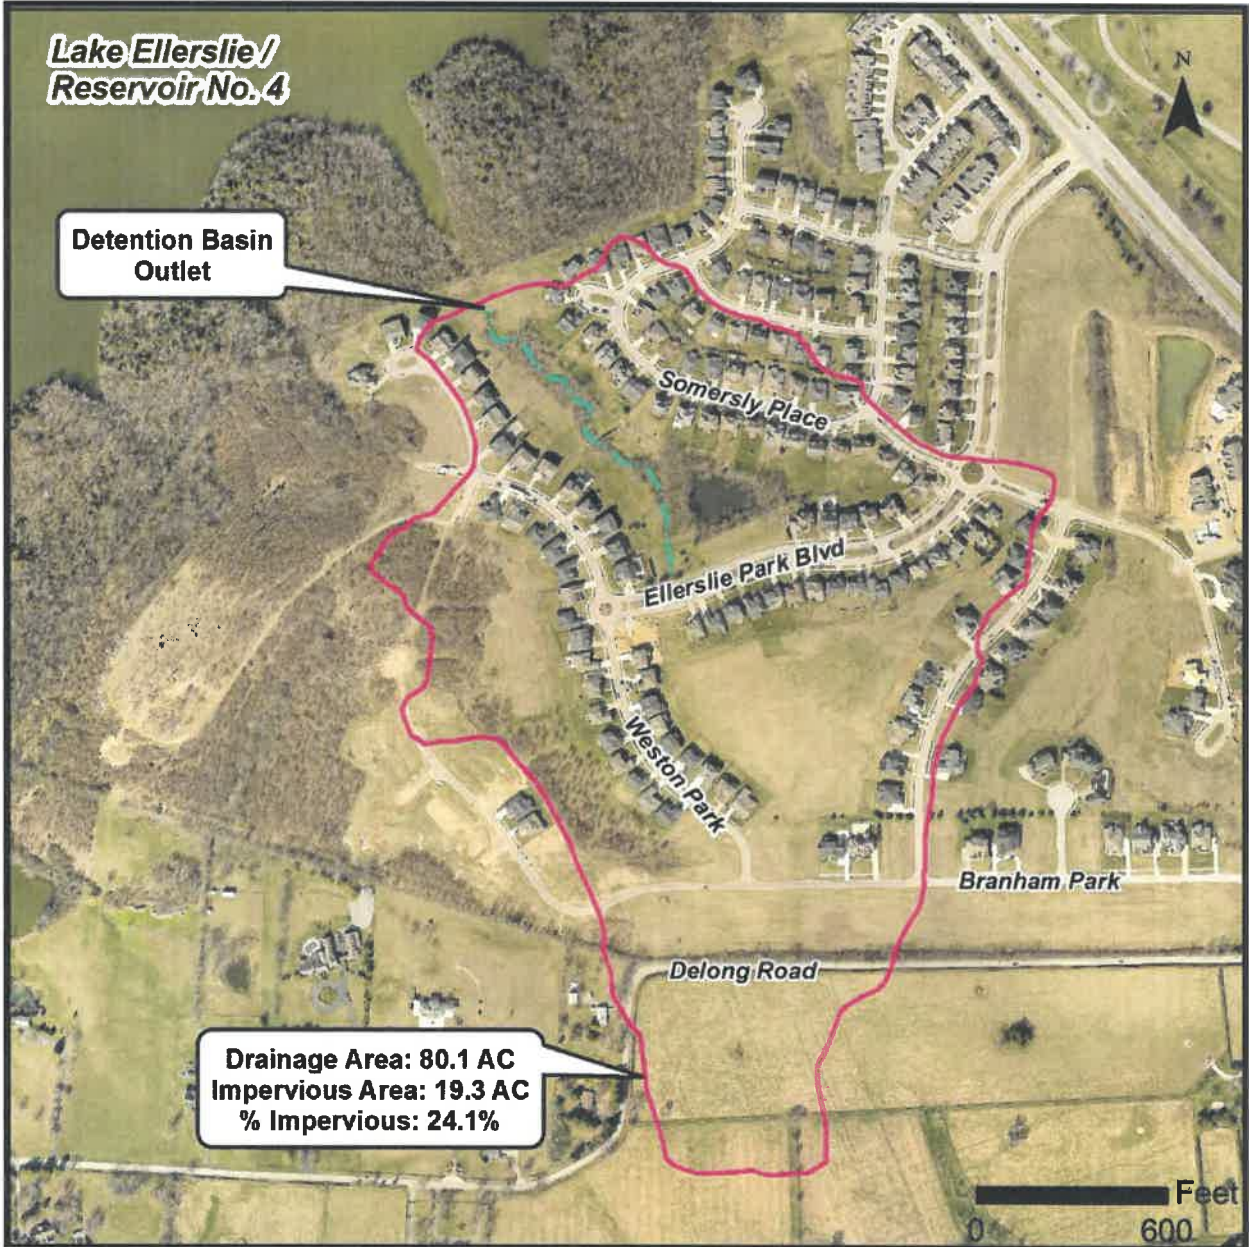 Lake Ellerslie /
Reservoir No. 4
N
Detention Basin
Outlet
Somersly Place
Ellerslie Park Blvd
Weston Park
Branham Park
Delong Road
Drainage Area: 80.1 AC
Impervious Area: 19.3 AC
% Impervious: 24.1%
Feet
0 600